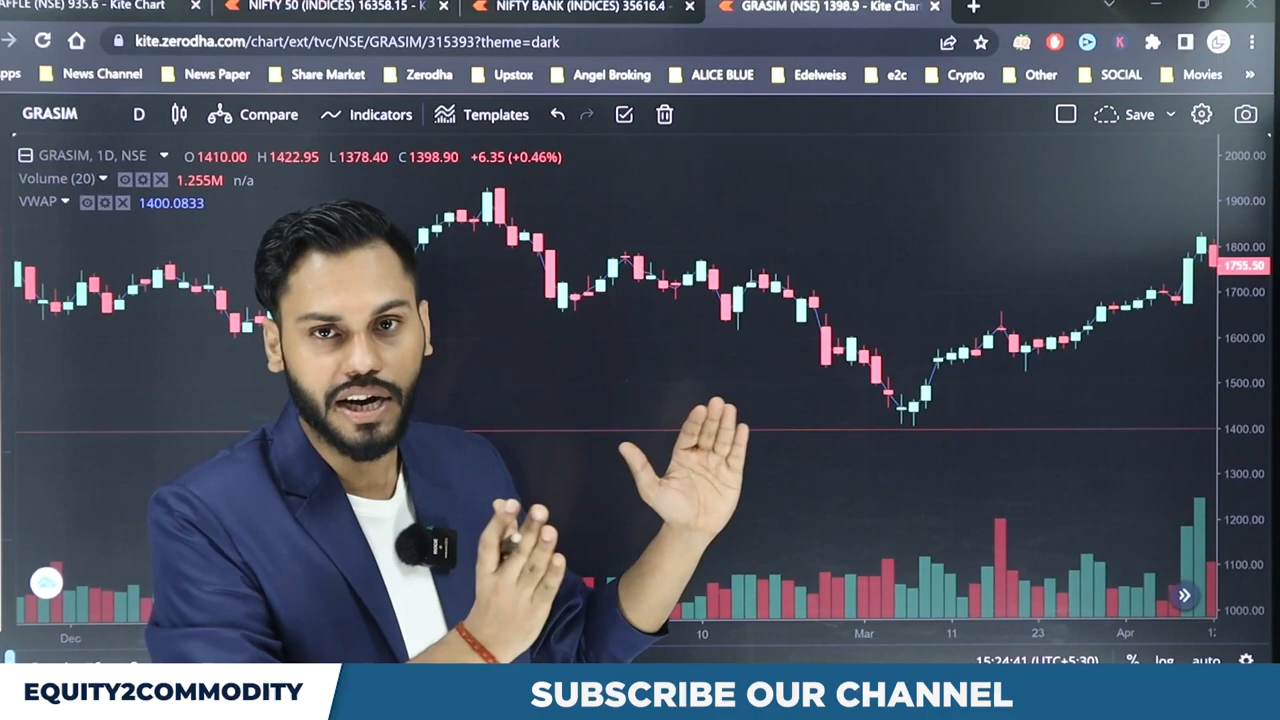 AFFLE (NSE) 935.6 - Kite Chart
NIFTY 50 (INDICES) 16358.15 - K
NIFTY BANK (INDICES) 35616.4 -
GRASIM (NSE) 1398.9 - Kite Char
kite.zerodha.com/chart/ext/tvc/NSE/GRASIM/315393?theme=dark
pps News Channel News Paper Share Market Zerodha Upstox Angel Broking ALICE BLUE Edelweiss e2c Crypto Other SOCIAL Movies »
GRASIM D Compare Indicators Templates Save
GRASIM, 1D, NSE O1410.00 H1422.95 L1378.40 C1398.90 +6.35 (+0.46%)
Volume (20) 1.255M n/a
VWAP 1400.0833
2000.00
1900.00
1800.00
1755.50
1700.00
1600.00
1500.00
1400.00
1300.00
1200.00
1100.00
1000.00
Dec 10 Mar 11 23 Apr 12
15:24:41 (UTC+5:30) % log auto
EQUITY2COMMODITY
SUBSCRIBE OUR CHANNEL